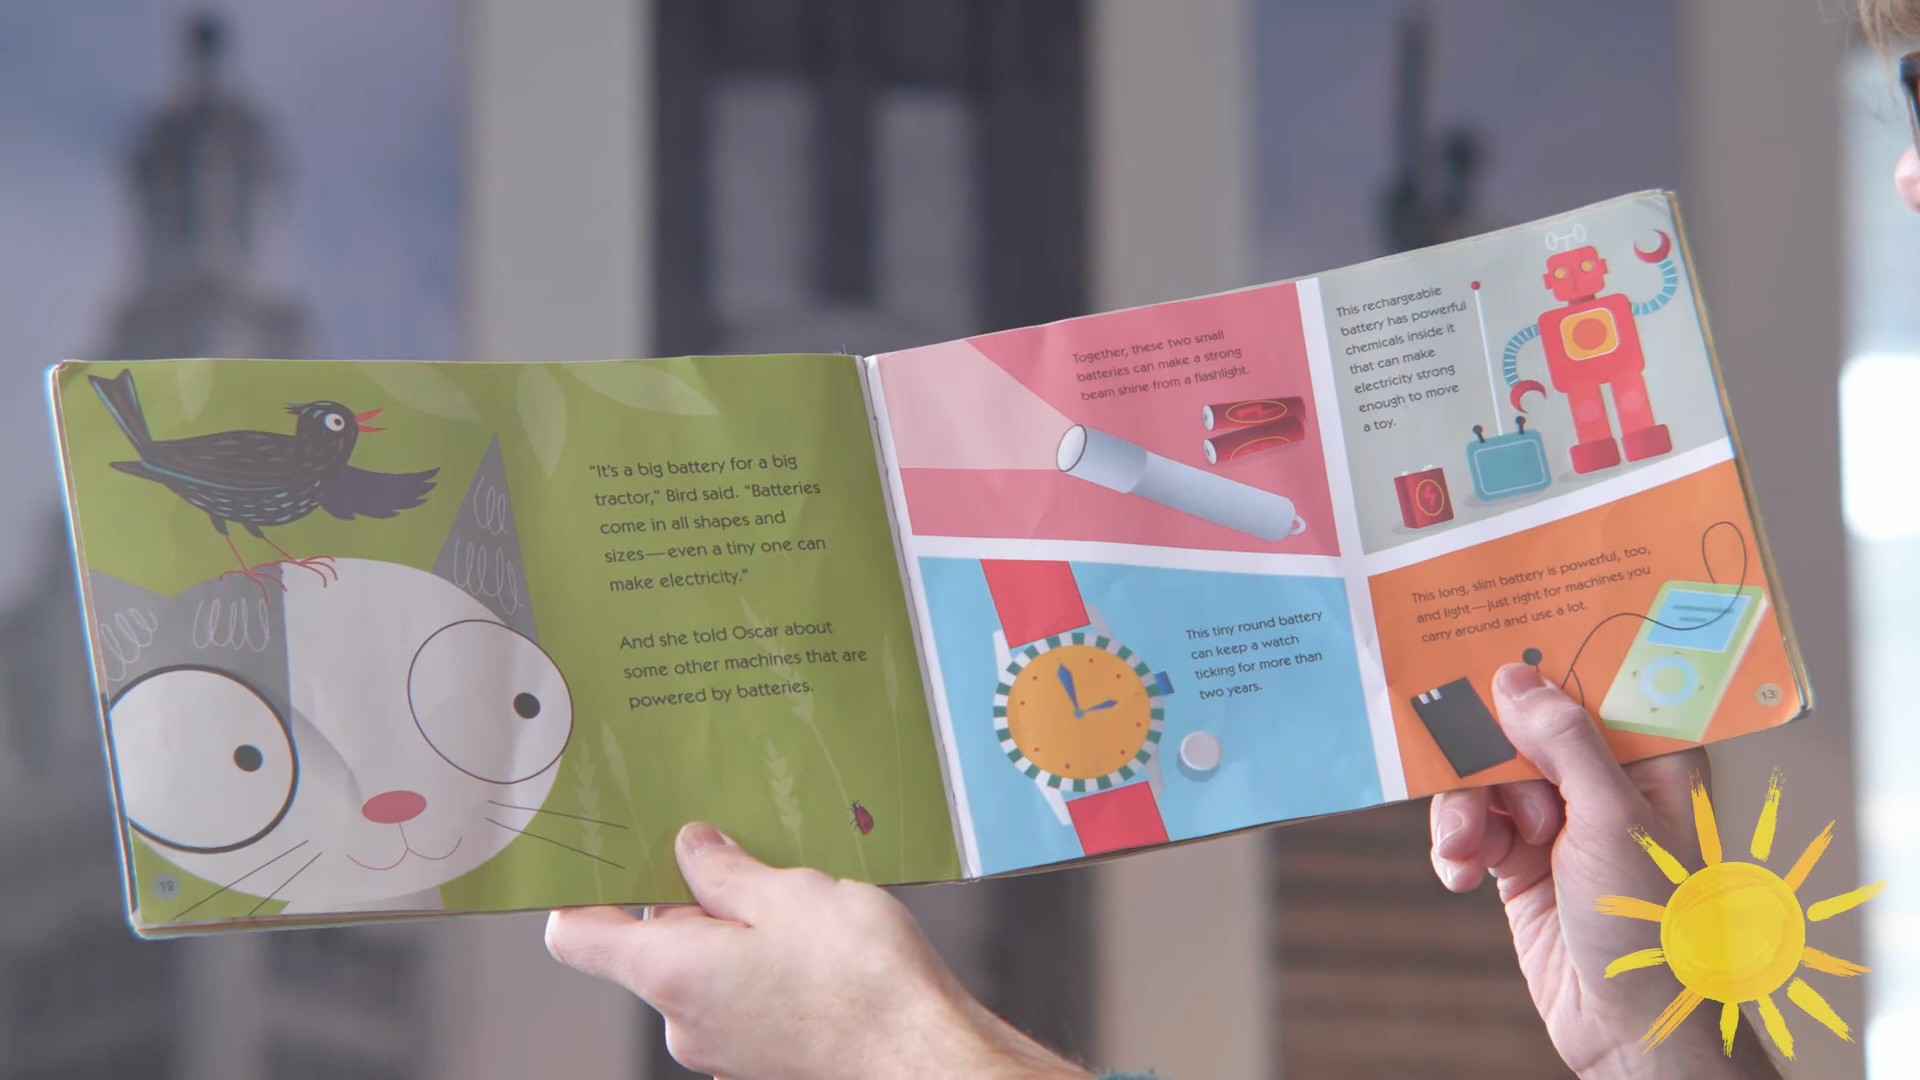 “It’s a big battery for a big
tractor,” Bird said. “Batteries
come in all shapes and
sizes—even a tiny one can
make electricity.”
And she told Oscar about
some other machines that are
powered by batteries.
12
Together, these two small
batteries can make a strong
beam shine from a flashlight.
This rechargeable
battery has powerful
chemicals inside it
that can make
electricity strong
enough to move
a toy.
This tiny round battery
can keep a watch
ticking for more than
two years.
This long, slim battery is powerful, too,
and light—just right for machines you
carry around and use a lot.
13